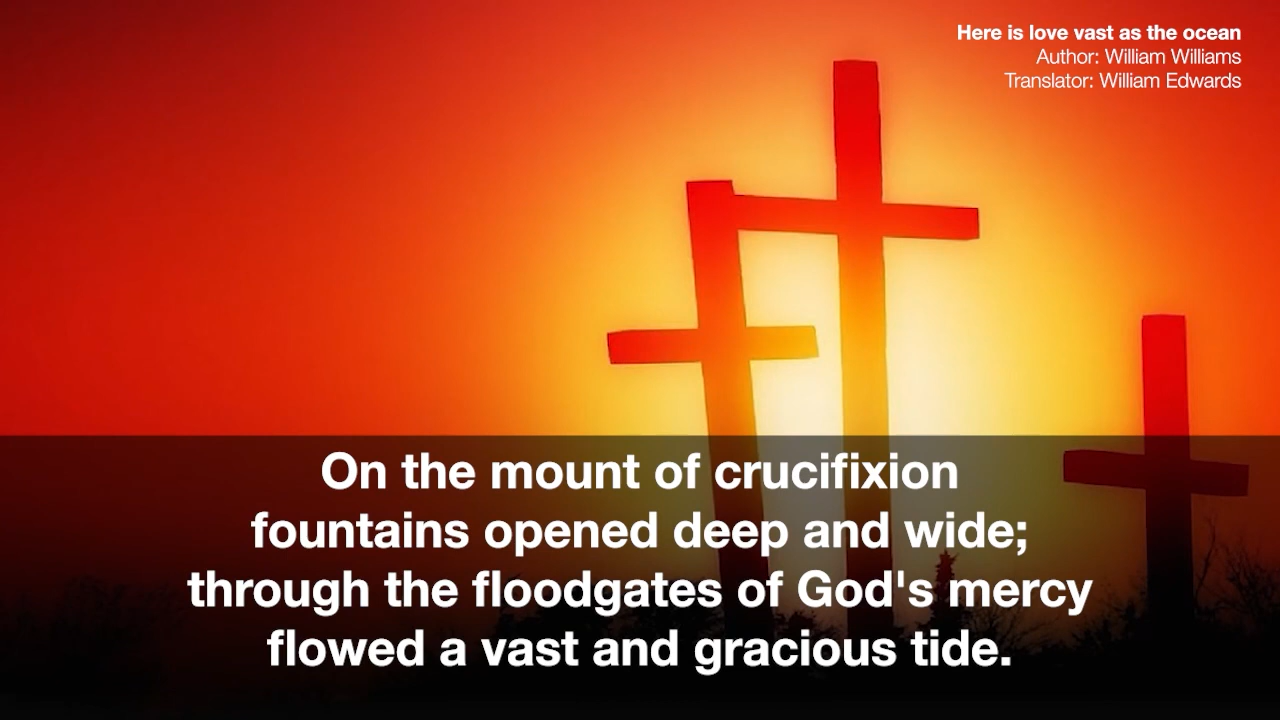 Here is love vast as the ocean
Author: William Williams
Translator: William Edwards
On the mount of crucifixion
fountains opened deep and wide;
through the floodgates of God's mercy
flowed a vast and gracious tide.